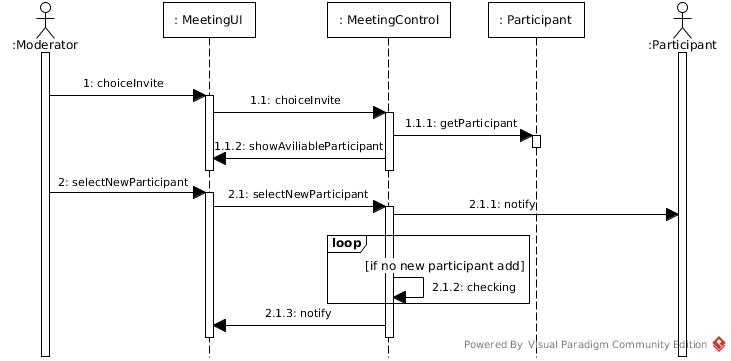 : MeetingUI
: MeetingControl
: Participant
:Moderator
:Participant
1: choiceInvite
1.1: choiceInvite
1.1.1: getParticipant
1.1.2: showAviliableParticipant
2: selectNewParticipant
2.1: selectNewParticipant
2.1.1: notify
loop
[if no new participant add]
2.1.2: checking
2.1.3: notify
Powered By Visual Paradigm Community Edition